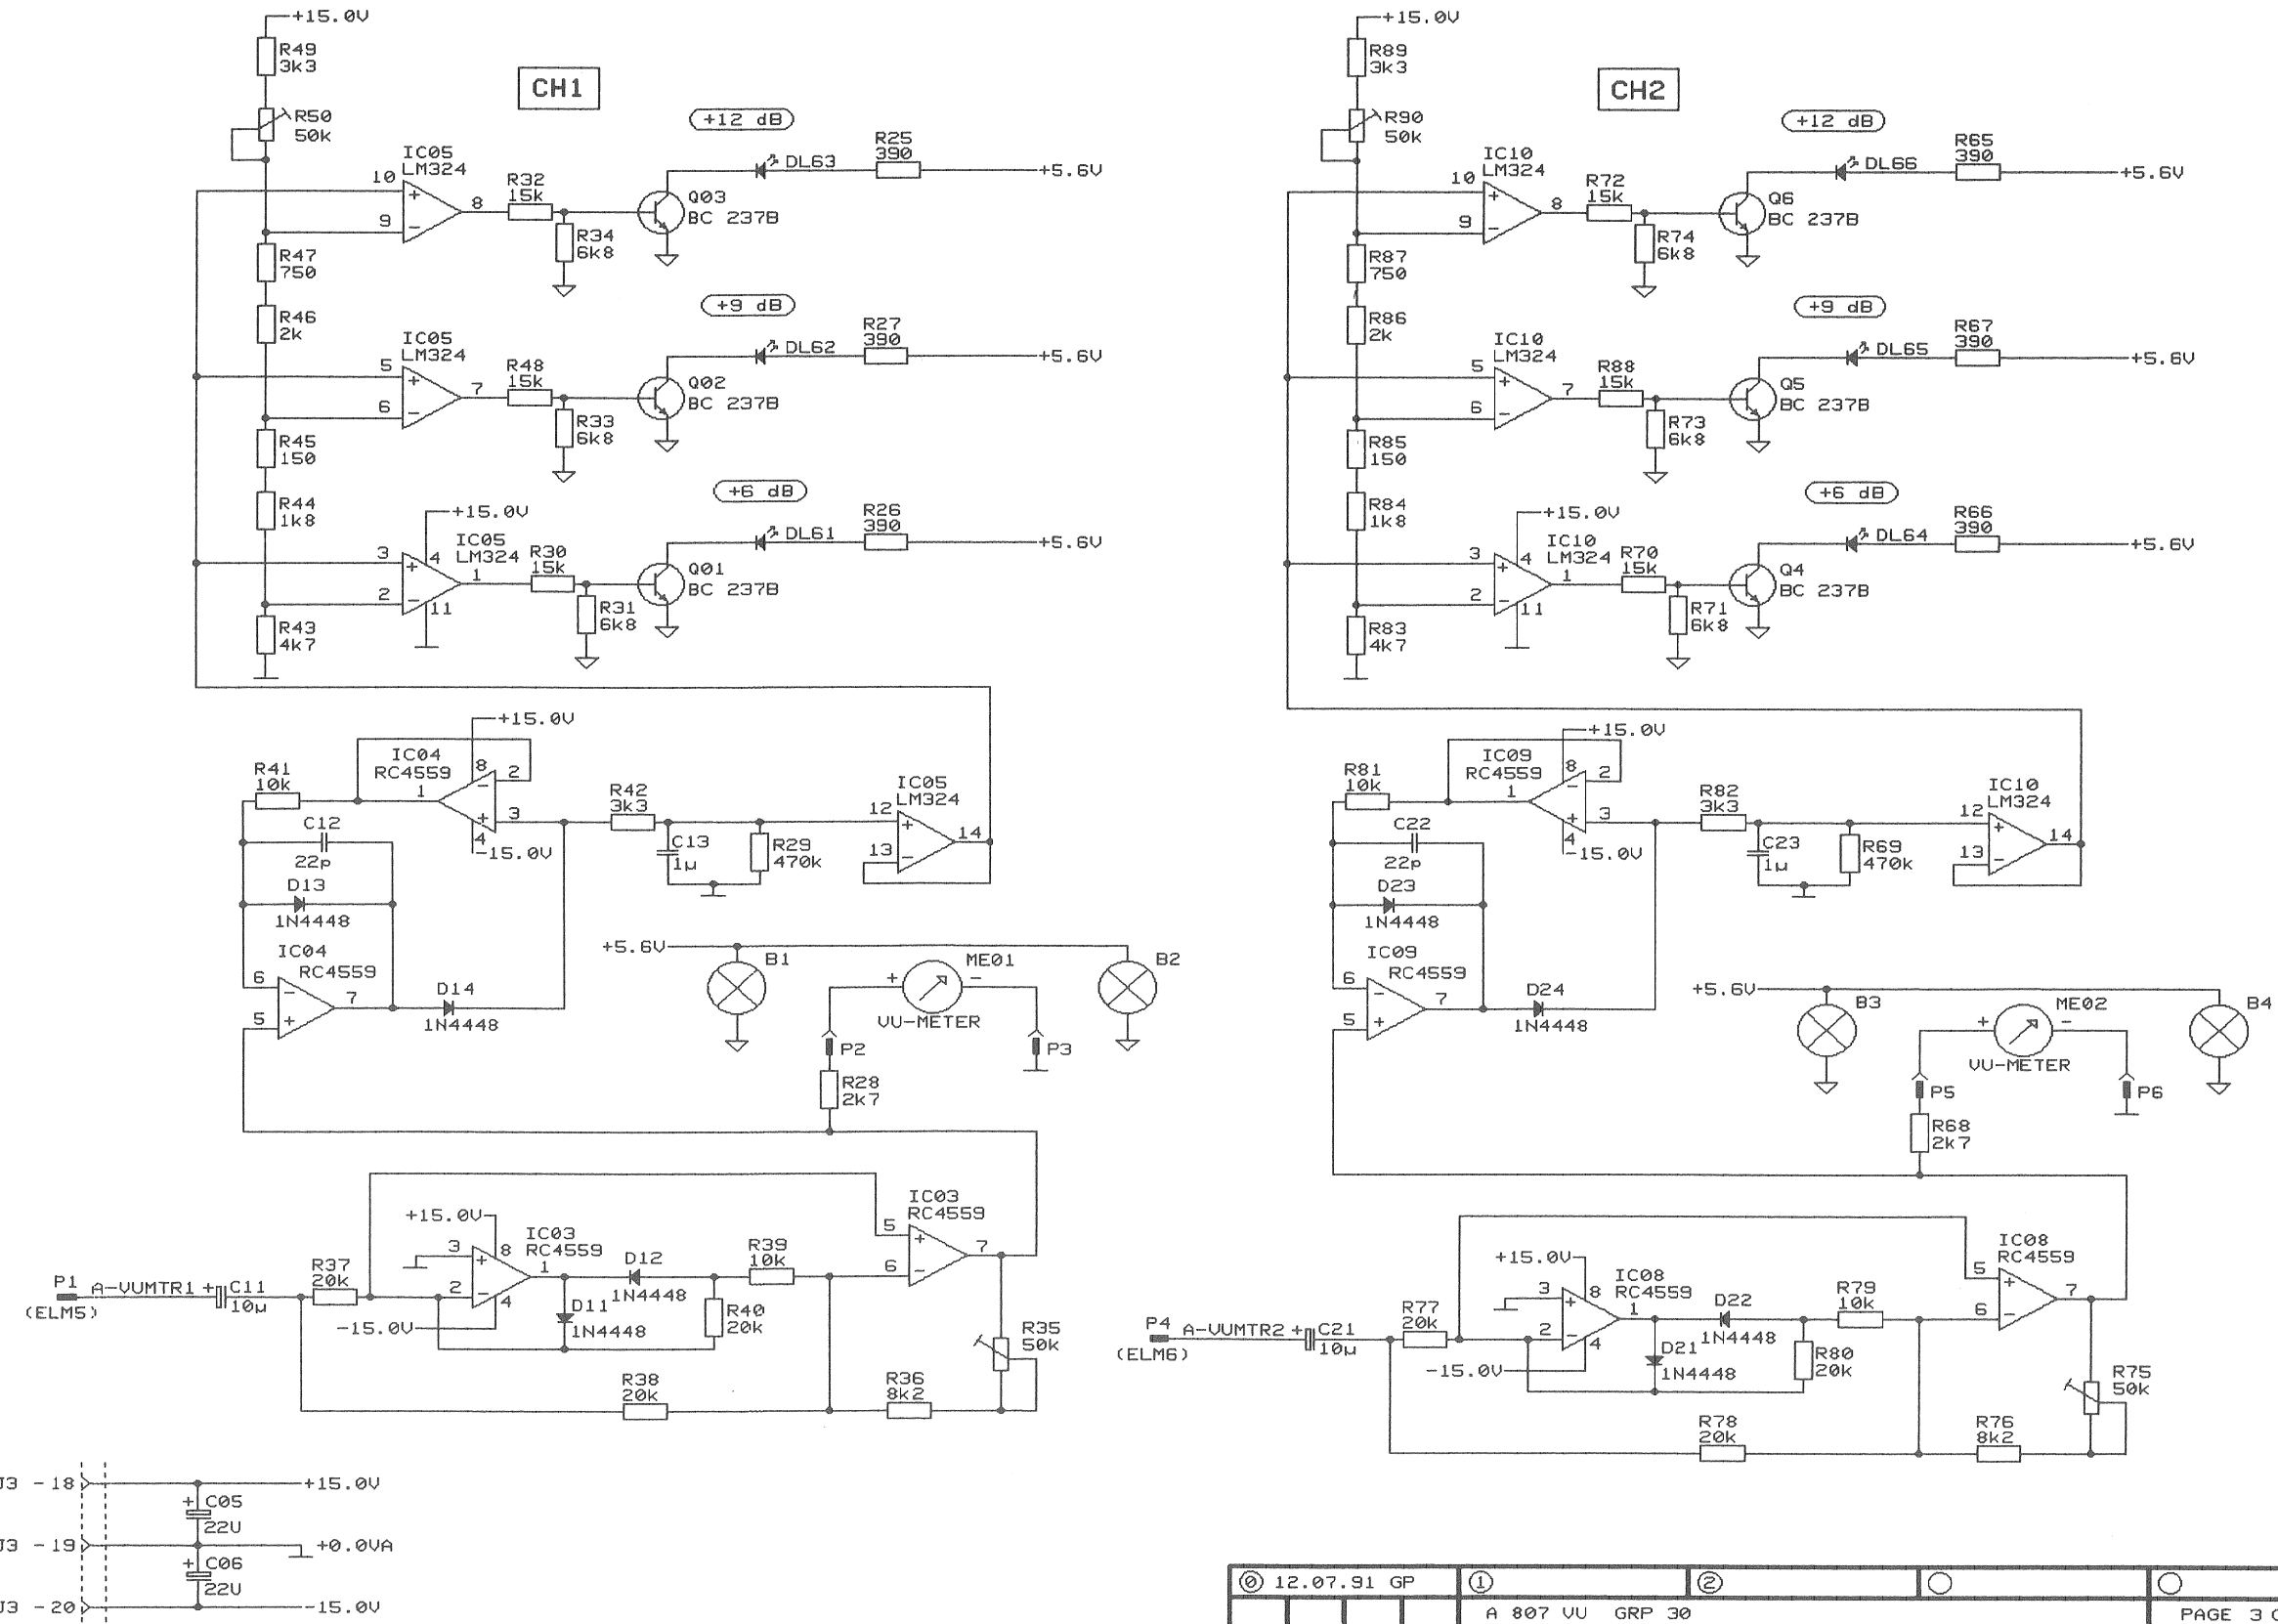 +15.0V
R49
3k3
CH1
R50
50k
+12 dB
IC05
LM324
10
9
8
R32
15k
R34
6k8
Q03
BC 237B
DL63
R25
390
+5.6V
R47
750
R46
2k
+9 dB
IC05
LM324
5
6
7
R48
15k
R33
6k8
Q02
BC 237B
DL62
R27
390
+5.6V
R45
150
R44
1k8
+6 dB
+15.0V
IC05
LM324
3
2
4
11
1
R30
15k
R31
6k8
Q01
BC 237B
DL61
R26
390
+5.6V
R43
4k7
+15.0V
IC04
RC4559
8
2
1
3
4
-15.0V
R41
10k
C12
22p
D13
1N4448
IC04
RC4559
6
5
7
D14
1N4448
R42
3k3
C13
1µ
R29
470k
IC05
LM324
12
13
14
+5.6V
B1
ME01
+
-
VU-METER
B2
P2
P3
R28
2k7
P1
(ELM5)
A-VUMTR1
+
C11
10µ
R37
20k
+15.0V
3
2
8
4
1
-15.0V
IC03
RC4559
D12
1N4448
D11
1N4448
R39
10k
R40
20k
IC03
RC4559
5
6
7
R35
50k
R38
20k
R36
8k2
J3 -18
+15.0V
+
C05
22U
J3 -19
+0.0VA
+
C06
22U
J3 -20
-15.0V
+15.0V
R89
3k3
CH2
R90
50k
+12 dB
IC10
LM324
10
9
8
R72
15k
R74
6k8
Q6
BC 237B
DL66
R65
390
+5.6V
R87
750
R86
2k
+9 dB
IC10
LM324
5
6
7
R88
15k
R73
6k8
Q5
BC 237B
DL65
R67
390
+5.6V
R85
150
R84
1k8
+6 dB
+15.0V
IC10
LM324
3
2
4
11
1
R70
15k
R71
6k8
Q4
BC 237B
DL64
R66
390
+5.6V
R83
4k7
+15.0V
IC09
RC4559
8
2
1
3
4
-15.0V
R81
10k
C22
22p
D23
1N4448
IC09
RC4559
6
5
7
D24
1N4448
R82
3k3
C23
1µ
R69
470k
IC10
LM324
12
13
14
+5.6V
B3
ME02
+
-
VU-METER
B4
P5
P6
R68
2k7
P4
(ELM6)
A-VUMTR2
+
C21
10µ
R77
20k
+15.0V
3
2
8
4
1
-15.0V
IC08
RC4559
D22
1N4448
D21
1N4448
R79
10k
R80
20k
IC08
RC4559
5
6
7
R75
50k
R78
20k
R76
8k2
0 12.07.91 GP
1
2
A 807 VU GRP 30
PAGE 3